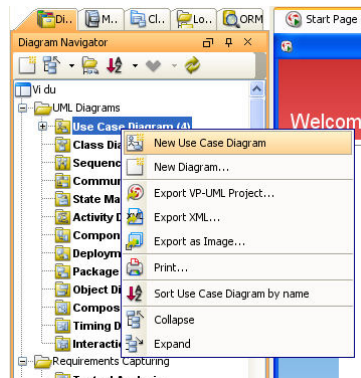 Di.. M.. Cl.. Lo.. ORM Start Page
Diagram Navigator
Vi du
UML Diagrams
Use Case Diagram (4)
Welcom
Class Dia
New Use Case Diagram
Sequenc
New Diagram...
Commun
State Ma
Export VP-UML Project...
Activity D
Export XML...
Compon
Export as Image...
Deploym
Package
Print...
Object Di
Sort Use Case Diagram by name
Compos
Collapse
Timing D
Interactio
Expand
Requirements Capturing